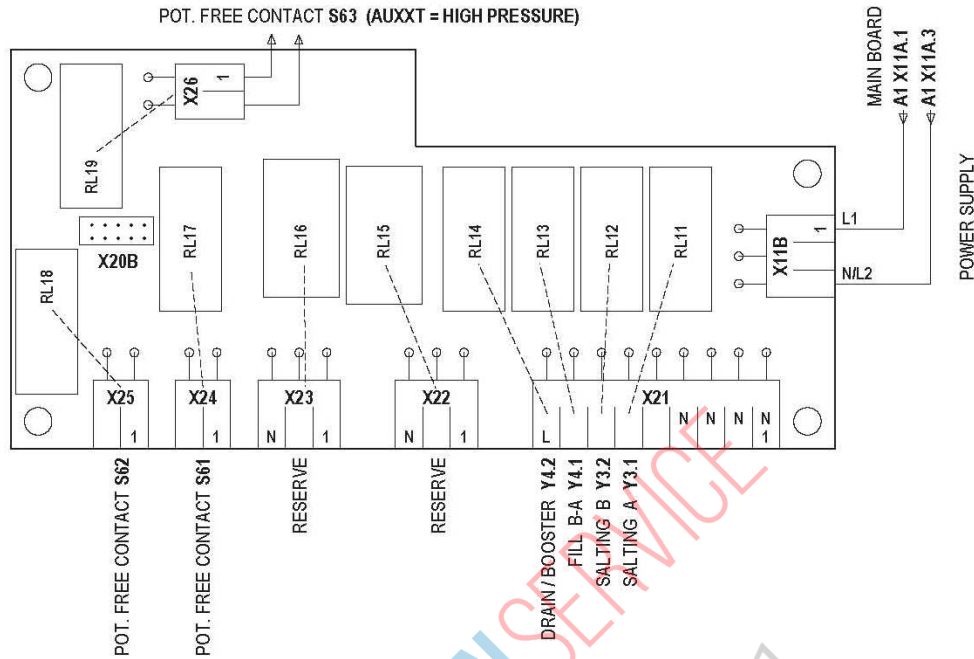 POT. FREE CONTACT S63 (AUXXT = HIGH PRESSURE)
MAIN BOARD
A1 X11A.1
A1 X11A.3
POWER SUPPLY
X26
1
RL19
RL18
X20B
RL17
RL16
RL15
RL14
RL13
RL12
RL11
X11B
1
L1
N/L2
X25
1
X24
1
X23
N
1
X22
N
1
X21
L
N
N
N
N
1
POT. FREE CONTACT S62
POT. FREE CONTACT S61
RESERVE
RESERVE
DRAIN / BOOSTER Y4.2
FILL B-A Y4.1
SALTING B Y3.2
SALTING A Y3.1
SERVICE